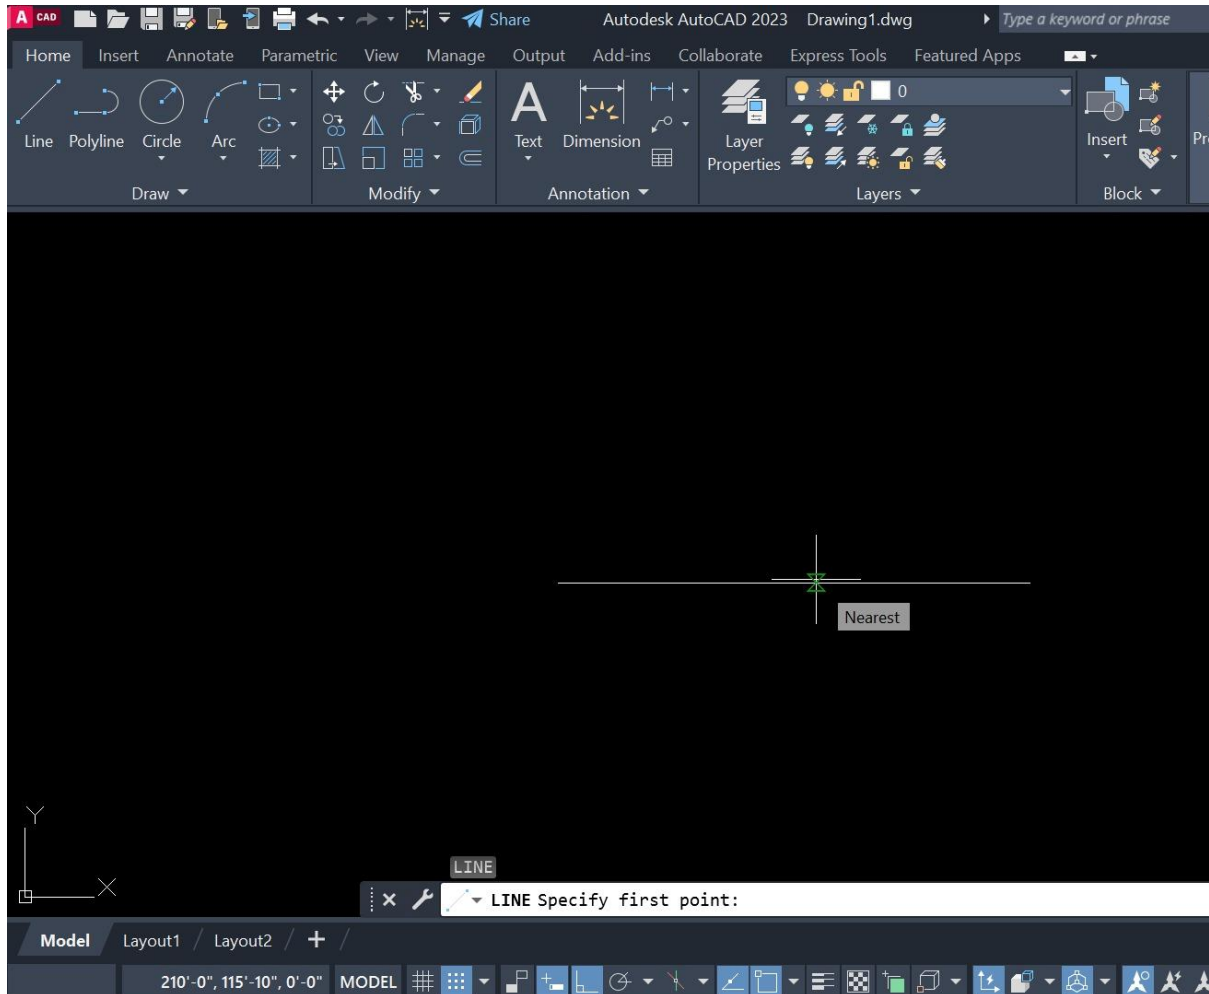 A CAD Share Autodesk AutoCAD 2023 Drawing1.dwg Type a keyword or phrase
Home Insert Annotate Parametric View Manage Output Add-ins Collaborate Express Tools Featured Apps
0
Line Polyline Circle Arc A Text Dimension Layer Properties Insert
Draw Modify Annotation Layers Block
Nearest
Y
X
LINE
LINE Specify first point:
Model Layout1 Layout2
210'-0", 115'-10", 0'-0" MODEL